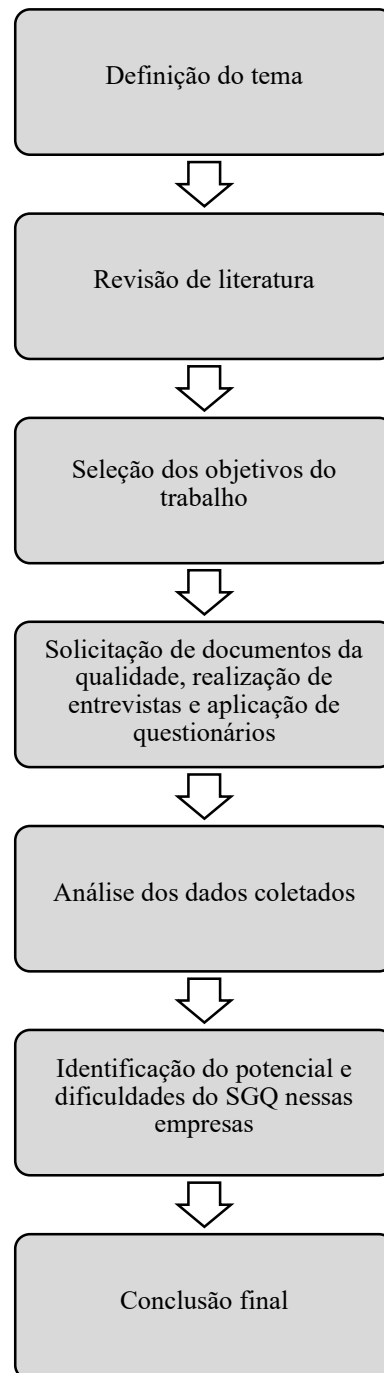 Definição do tema
Revisão de literatura
Seleção dos objetivos do
trabalho
Solicitação de documentos da
qualidade, realização de
entrevistas e aplicação de
questionários
Análise dos dados coletados
Identificação do potencial e
dificuldades do SGQ nessas
empresas
Conclusão final